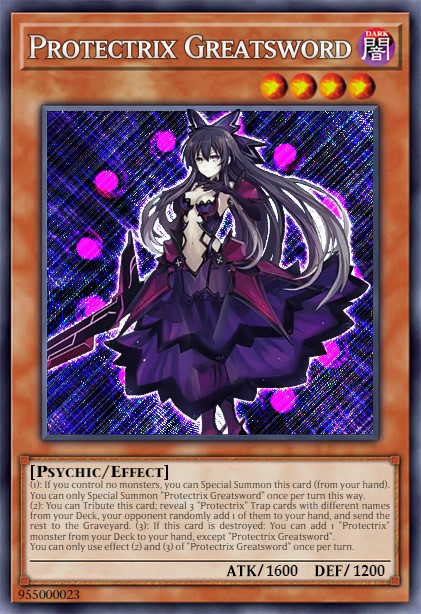 Protectrix Greatsword
DARK
闇
[Psychic/Effect]
(1): If you control no monsters, you can Special Summon this card (from your hand).
You can only Special Summon "Protectrix Greatsword" once per turn this way.
(2): You can Tribute this card; reveal 3 "Protectrix" Trap cards with different names
from your Deck, your opponent randomly add 1 of them to your hand, and send the
rest to the Graveyard. (3): If this card is destroyed: You can add 1 "Protectrix"
monster from your Deck to your hand, except "Protectrix Greatsword".
You can only use effect (2) and (3) of "Protectrix Greatsword" once per turn.
ATK/1600 DEF/1200
955000023